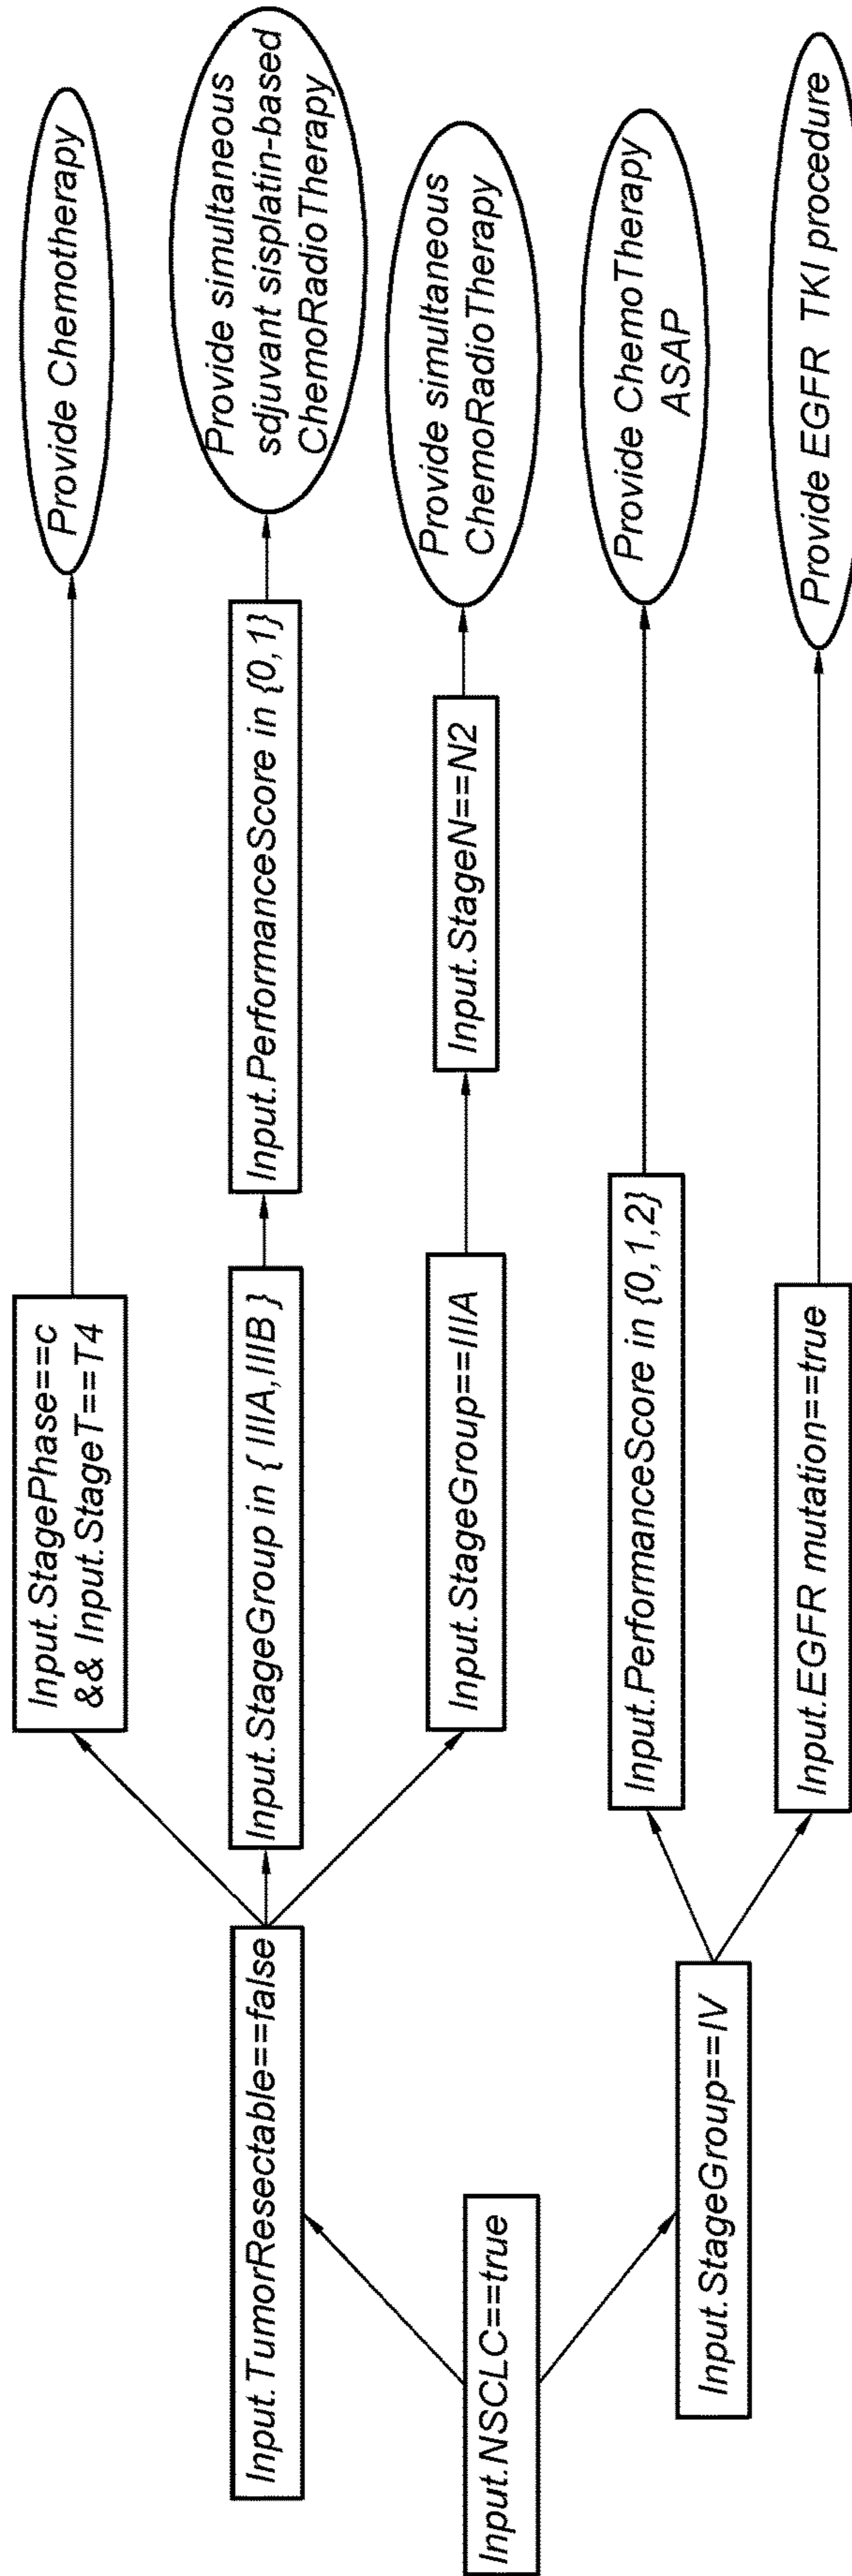 Input.NSCLC==true
Input.TumorResectable==false
Input.StageGroup==IV
Input.StagePhase==c
&& Input.StageT==T4
Input.StageGroup in { IIIA,IIIB }
Input.StageGroup==IIIA
Input.PerformanceScore in {0,1,2}
Input.EGFR mutation==true
Input.PerformanceScore in {0,1}
Input.StageN==N2
Provide Chemotherapy
Provide simultaneous
sdjuvant sisplatin-based
ChemoRadioTherapy
Provide simultaneous
ChemoRadioTherapy
Provide ChemoTherapy
ASAP
Provide EGFR TKI procedure